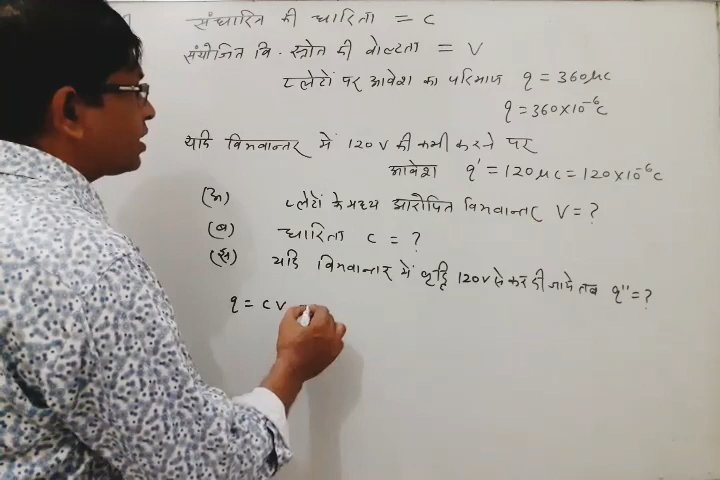 संधारित्र की धारिता = C
संयोजित वि. स्त्रोत की वोल्टता = V
प्लेटों पर आवेश का परिमाण q = 360μC
q = 360×10⁻⁶C
यदि विभवान्तर में 120V की कमी करने पर
आवेश q' = 120μC = 120×10⁻⁶C
(अ) प्लेटों के मध्य आरोपित विभवान्तर V = ?
(ब) धारिता C = ?
(स) यदि विभवान्तर में वृद्धि 120V से कर दी जाये तब q" = ?
q = CV =